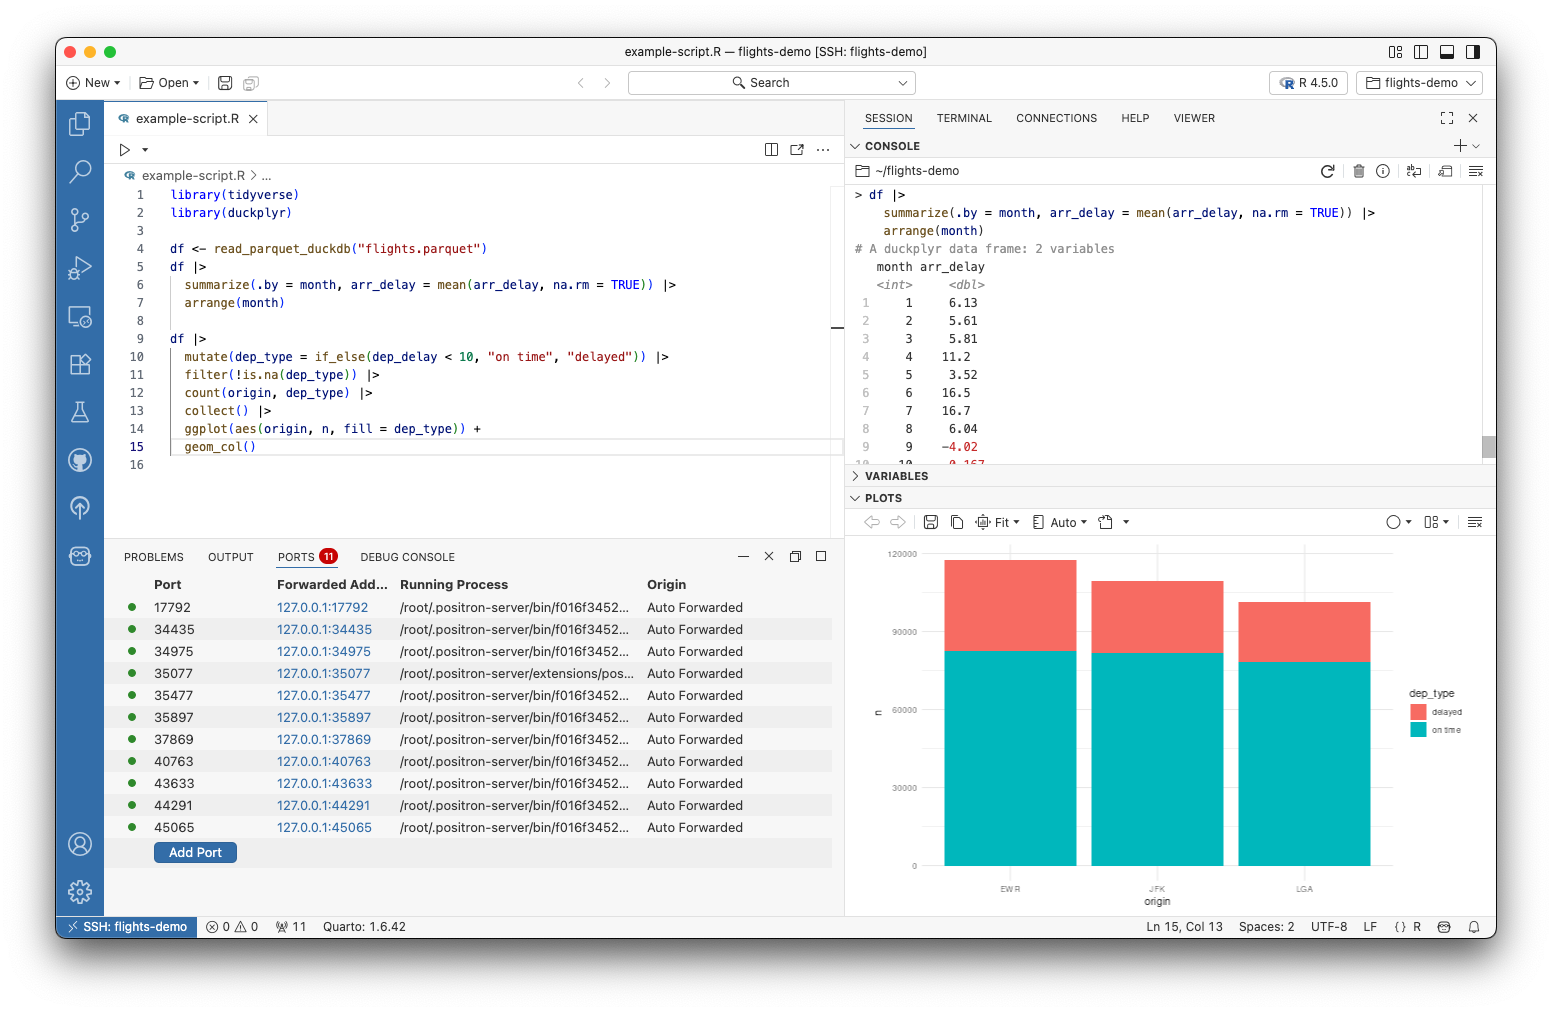 example-script.R — flights-demo [SSH: flights-demo]
New Open Search R 4.5.0 flights-demo
example-script.R
example-script.R > ...
1 library(tidyverse)
2 library(duckplyr)
3
4 df <- read_parquet_duckdb("flights.parquet")
5 df |>
6 summarize(.by = month, arr_delay = mean(arr_delay, na.rm = TRUE)) |>
7 arrange(month)
8
9 df |>
10 mutate(dep_type = if_else(dep_delay < 10, "on time", "delayed")) |>
11 filter(!is.na(dep_type)) |>
12 count(origin, dep_type) |>
13 collect() |>
14 ggplot(aes(origin, n, fill = dep_type)) +
15 geom_col()
16
PROBLEMS OUTPUT PORTS 11 DEBUG CONSOLE
Port Forwarded Add... Running Process Origin
17792 127.0.0.1:17792 /root/.positron-server/bin/f016f3452... Auto Forwarded
34435 127.0.0.1:34435 /root/.positron-server/bin/f016f3452... Auto Forwarded
34975 127.0.0.1:34975 /root/.positron-server/bin/f016f3452... Auto Forwarded
35077 127.0.0.1:35077 /root/.positron-server/extensions/pos... Auto Forwarded
35477 127.0.0.1:35477 /root/.positron-server/bin/f016f3452... Auto Forwarded
35897 127.0.0.1:35897 /root/.positron-server/bin/f016f3452... Auto Forwarded
37869 127.0.0.1:37869 /root/.positron-server/bin/f016f3452... Auto Forwarded
40763 127.0.0.1:40763 /root/.positron-server/bin/f016f3452... Auto Forwarded
43633 127.0.0.1:43633 /root/.positron-server/bin/f016f3452... Auto Forwarded
44291 127.0.0.1:44291 /root/.positron-server/bin/f016f3452... Auto Forwarded
45065 127.0.0.1:45065 /root/.positron-server/bin/f016f3452... Auto Forwarded
Add Port
SESSION TERMINAL CONNECTIONS HELP VIEWER
CONSOLE
~/flights-demo
> df |>
summarize(.by = month, arr_delay = mean(arr_delay, na.rm = TRUE)) |>
arrange(month)
# A duckplyr data frame: 2 variables
month arr_delay
<int> <dbl>
1 1 6.13
2 2 5.61
3 3 5.81
4 4 11.2
5 5 3.52
6 6 16.5
7 7 16.7
8 8 6.04
9 9 -4.02
10 10 -0.167
VARIABLES
PLOTS
Fit Auto
120000
90000
60000
30000
0
n
EWR JFK LGA
origin
dep_type
delayed
on time
SSH: flights-demo 0 0 11 Quarto: 1.6.42 Ln 15, Col 13 Spaces: 2 UTF-8 LF {} R